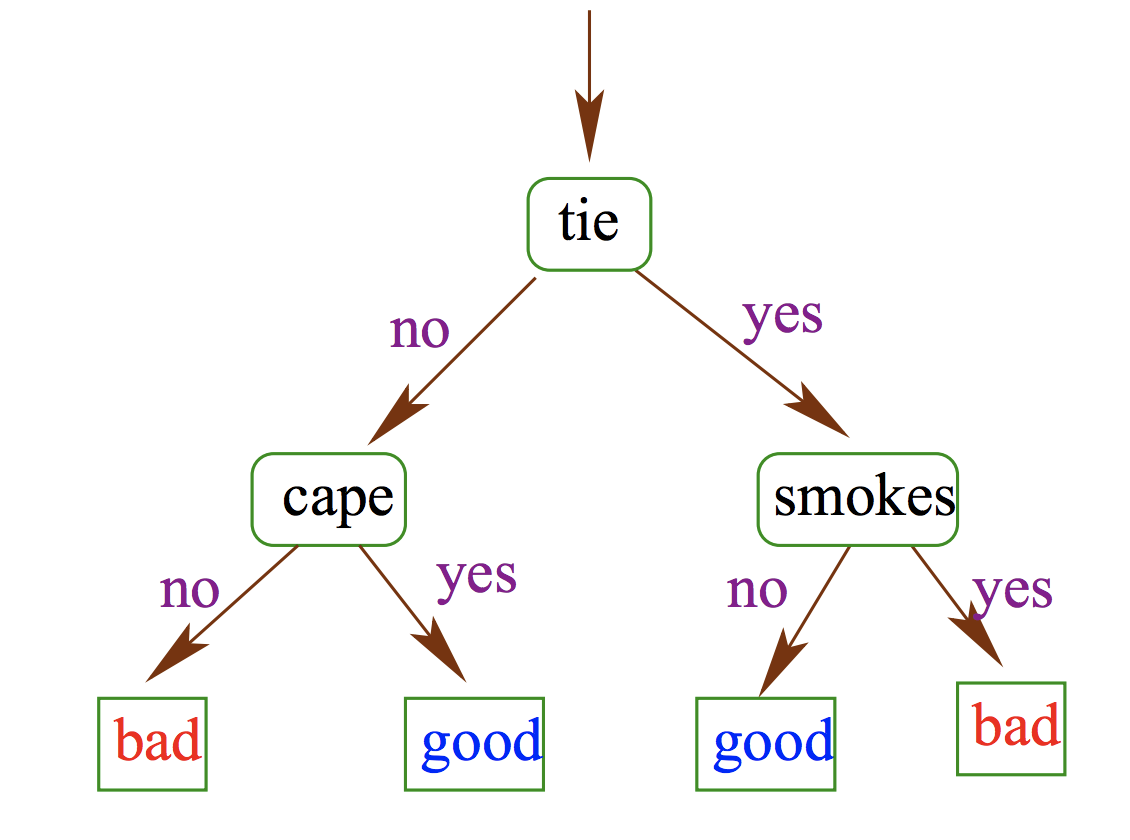 tie
no
yes
cape
smokes
no
yes
no
yes
bad
good
good
bad